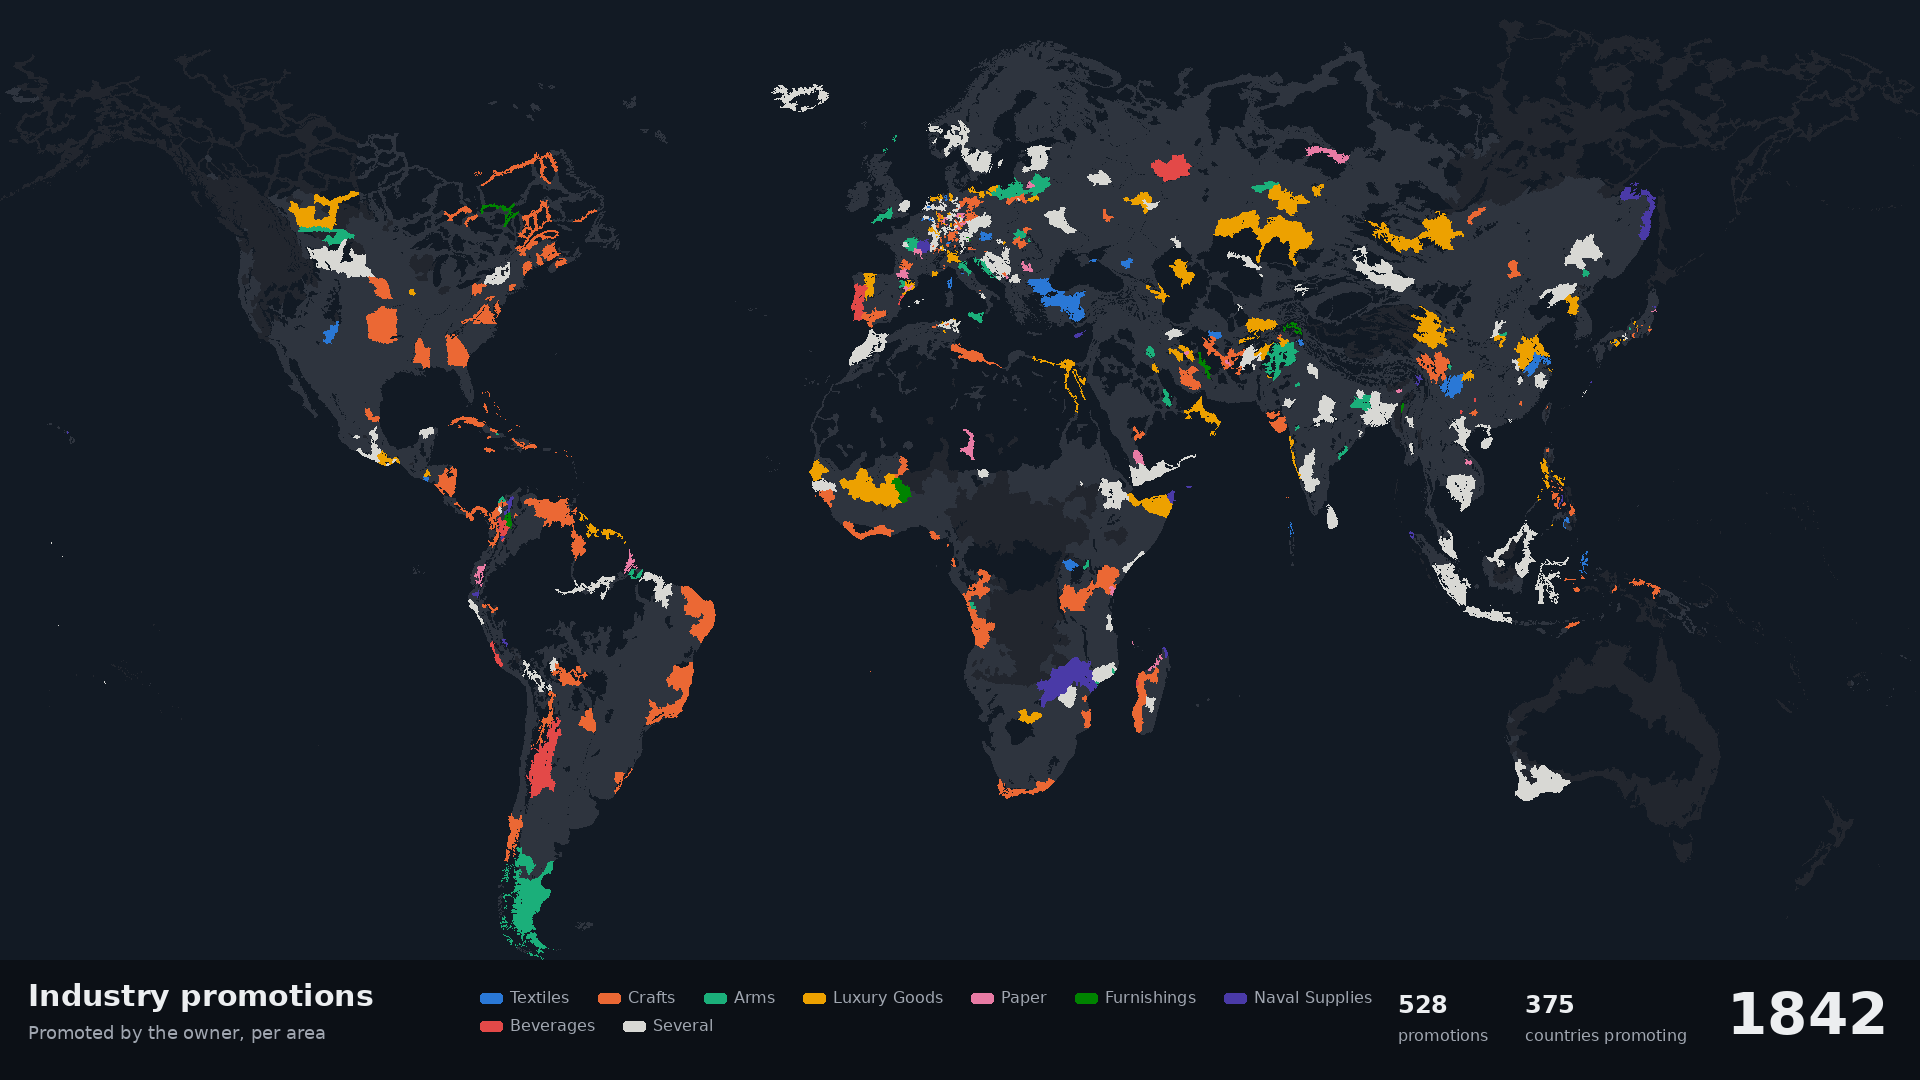 Industry promotions
Promoted by the owner, per area
Textiles Crafts Arms Luxury Goods Paper Furnishings Naval Supplies
Beverages Several
528
promotions
375
countries promoting
1842